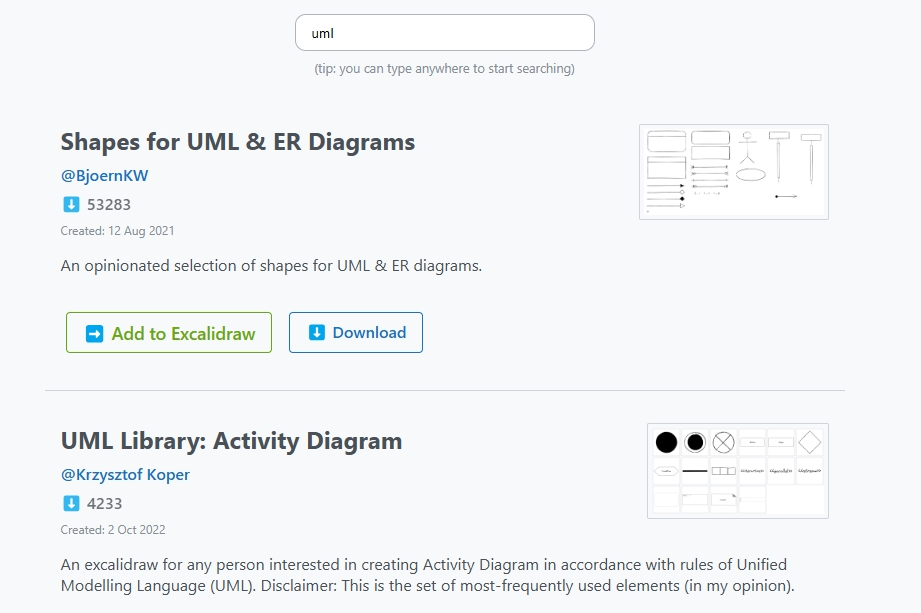 uml
(tip: you can type anywhere to start searching)
Shapes for UML & ER Diagrams
@BjoernKW
53283
Created: 12 Aug 2021
An opinionated selection of shapes for UML & ER diagrams.
Add to Excalidraw
Download
UML Library: Activity Diagram
@Krzysztof Koper
4233
Created: 2 Oct 2022
An excalidraw for any person interested in creating Activity Diagram in accordance with rules of Unified
Modelling Language (UML). Disclaimer: This is the set of most-frequently used elements (in my opinion).